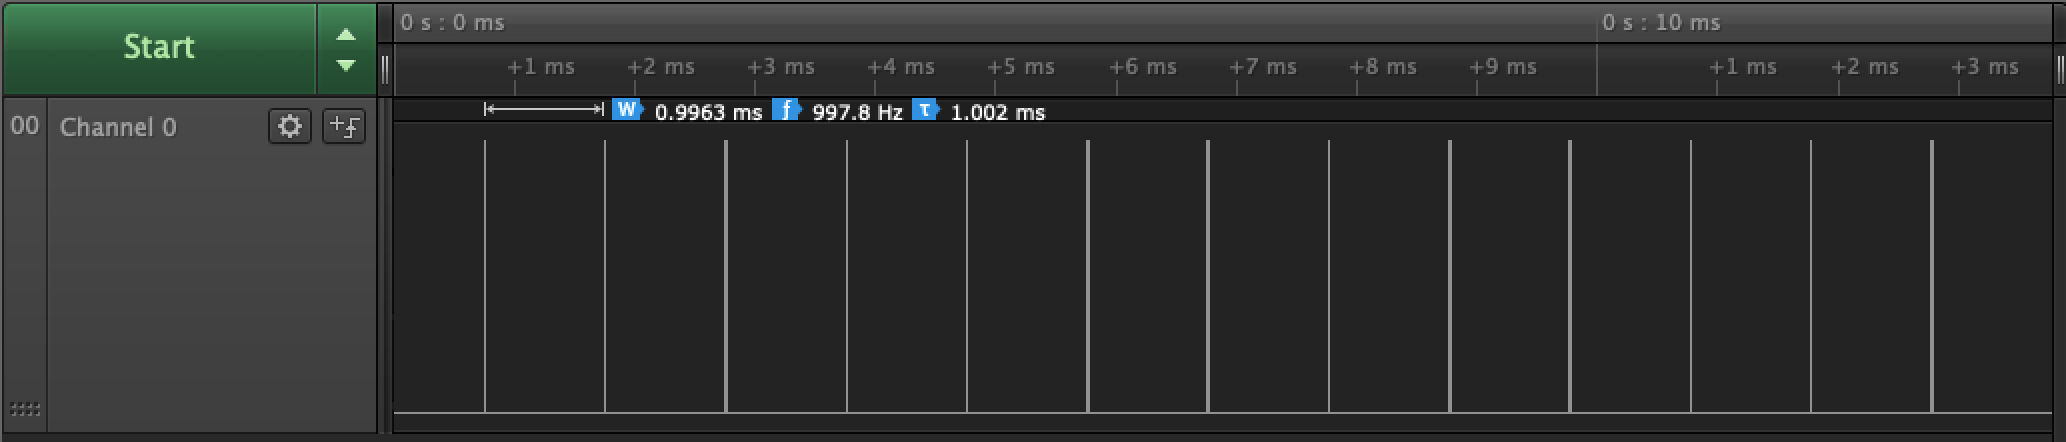 Start
0 s : 0 ms
0 s : 10 ms
+1 ms +2 ms +3 ms +4 ms +5 ms +6 ms +7 ms +8 ms +9 ms +1 ms +2 ms +3 ms
W 0.9963 ms f 997.8 Hz τ 1.002 ms
00 Channel 0